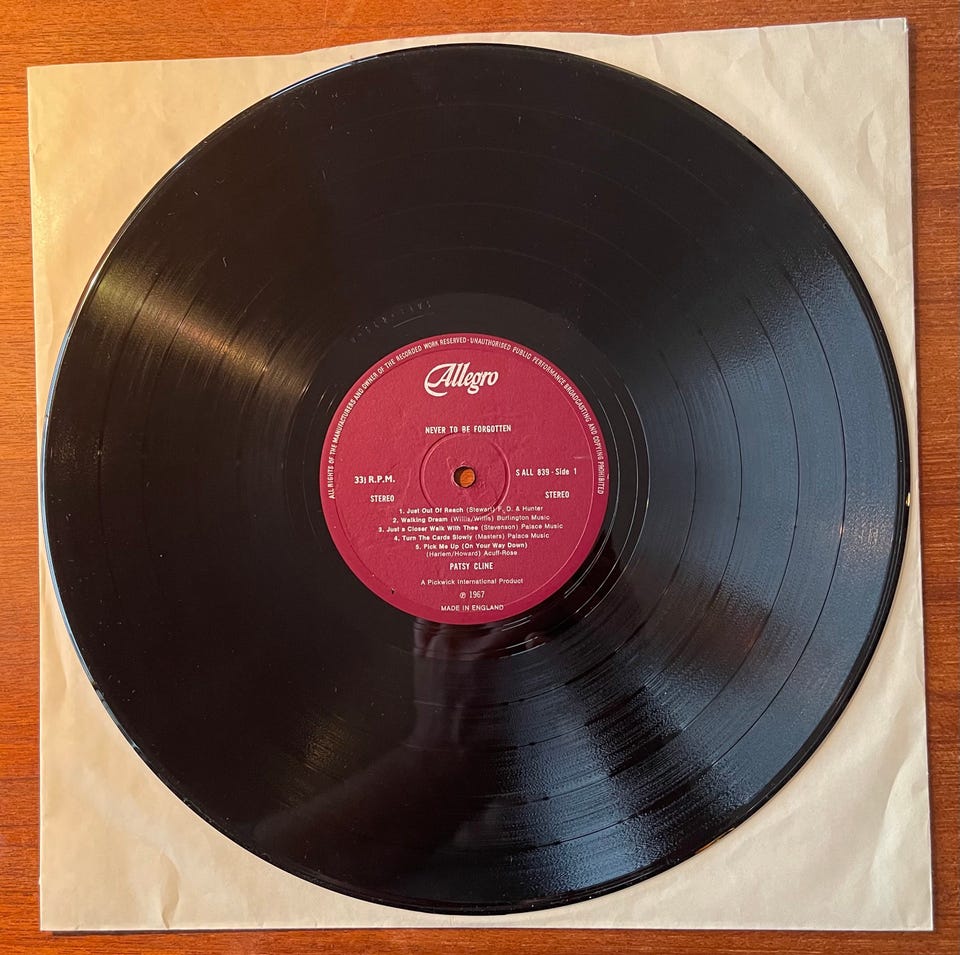 ALL RIGHTS OF THE MANUFACTURERS AND OWNER OF THE RECORDED WORK RESERVED · UNAUTHORISED PUBLIC PERFORMANCE BROADCASTING AND COPYING PROHIBITED
Allegro
NEVER TO BE FORGOTTEN
33⅓ R.P.M.
S ALL 839 - Side 1
STEREO
STEREO
1. Just Out Of Reach (Stewart) F. D. & Hunter
2. Walking Dream (Willis/Willis) Burlington Music
3. Just a Closer Walk With Thee (Stevenson) Palace Music
4. Turn The Cards Slowly (Masters) Palace Music
5. Pick Me Up (On Your Way Down)
(Harlem/Howard) Acuff-Rose
PATSY CLINE
A Pickwick International Product
℗ 1967
MADE IN ENGLAND